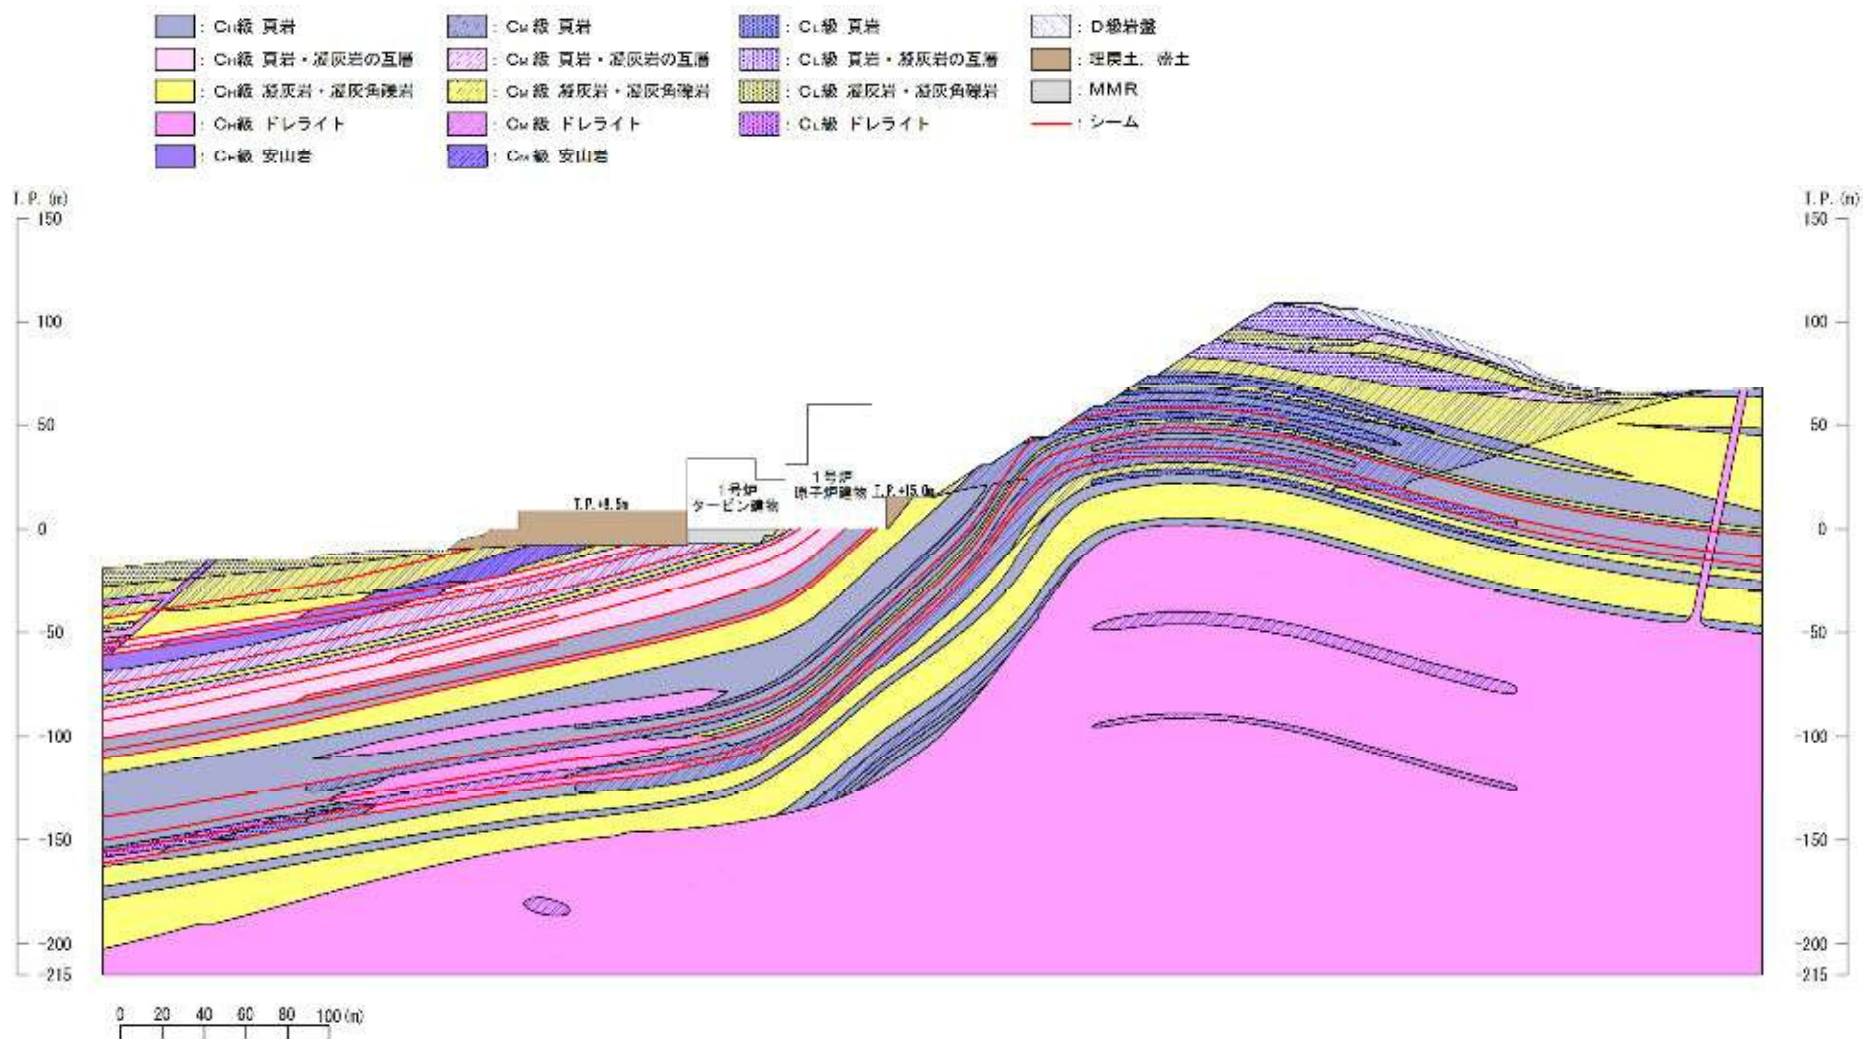 : CH級 頁岩
: CM級 頁岩
: CL級 頁岩
: D級岩盤
: CH級 頁岩・凝灰岩の互層
: CM級 頁岩・凝灰岩の互層
: CL級 頁岩・凝灰岩の互層
: 埋戻土, 盛土
: CH級 凝灰岩・凝灰角礫岩
: CM級 凝灰岩・凝灰角礫岩
: CL級 凝灰岩・凝灰角礫岩
: MMR
: CH級 ドレライト
: CM級 ドレライト
: CL級 ドレライト
: シーム
: CH級 安山岩
: CM級 安山岩
T.P.(m)
T.P.(m)
150
150
100
100
50
50
1号炉
原子炉建物
1号炉
タービン建物
T.P.+15.0m
T.P.+8.5m
0
0
-50
-50
-100
-100
-150
-150
-200
-200
-215
-215
0 20 40 60 80 100(m)